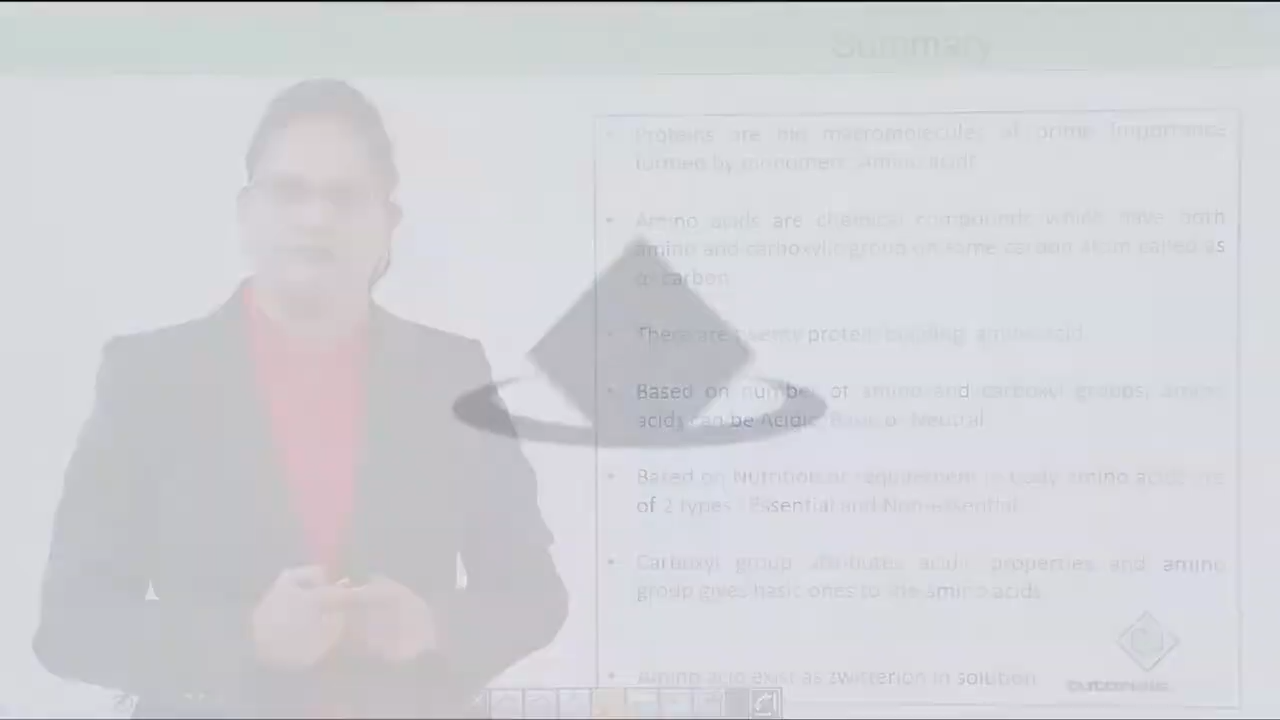 Summary
Proteins are bio macromolecules of prime importance
formed by monomers Amino acids
Amino acids are chemical compounds which have both
amino and carboxylic group on same carbon atom called as
α carbon
There are twenty protein building amino acid
Based on number of amino and carboxyl groups, amino
acids can be Acidic, Basic or Neutral
Based on Nutritional requirement in body amino acids are
of 2 types Essential and Non-essential
Carboxyl group attributes acidic properties and amino
group gives basic ones to the amino acids
Amino acid exist as zwitterion in solution